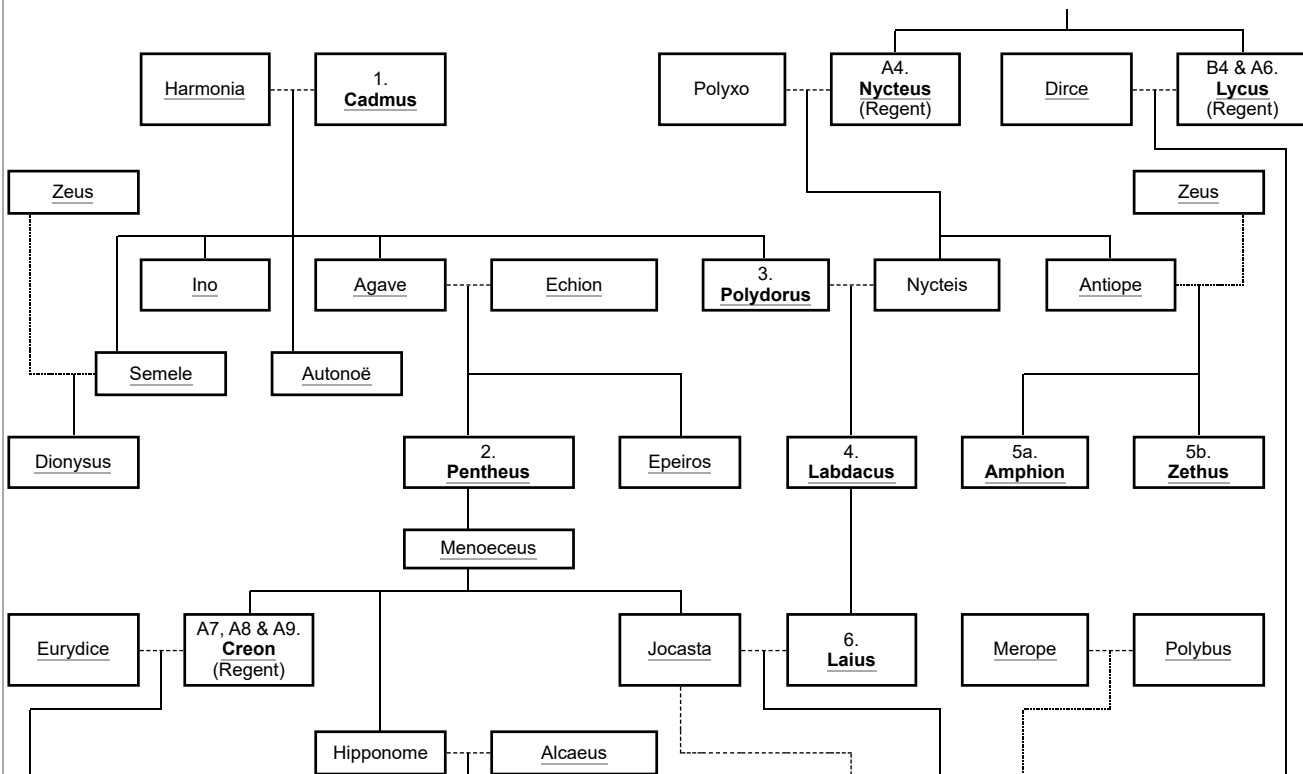 Harmonia
1.
Cadmus
Polyxo
A4.
Nycteus
(Regent)
Dirce
B4 & A6.
Lycus
(Regent)
Zeus
Zeus
Ino
Agave
Echion
3.
Polydorus
Nycteis
Antiope
Semele
Autonoë
Dionysus
2.
Pentheus
Epeiros
4.
Labdacus
5a.
Amphion
5b.
Zethus
Menoeceus
Eurydice
A7, A8 & A9.
Creon
(Regent)
Jocasta
6.
Laius
Merope
Polybus
Hipponome
Alcaeus